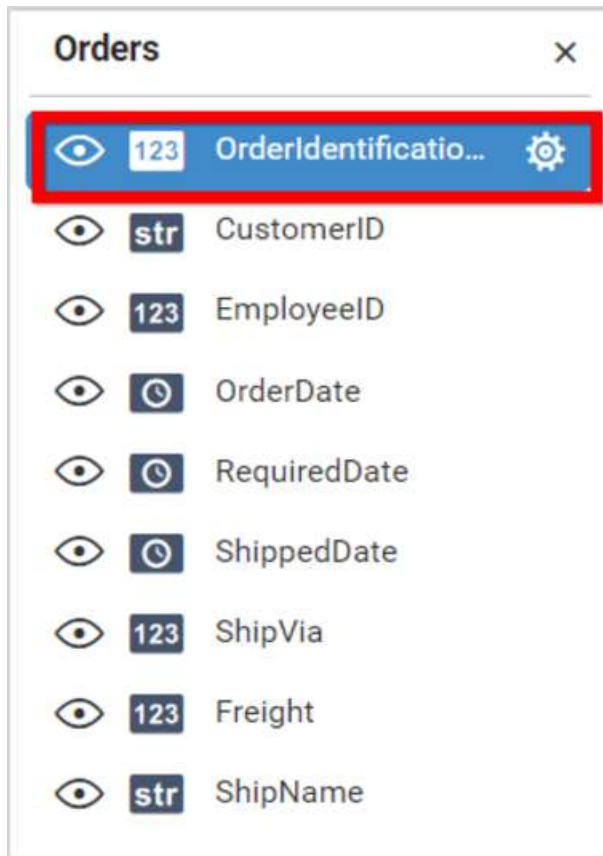 Orders
123 OrderIdentificatio...
str CustomerID
123 EmployeeID
OrderDate
RequiredDate
ShippedDate
123 ShipVia
123 Freight
str ShipName